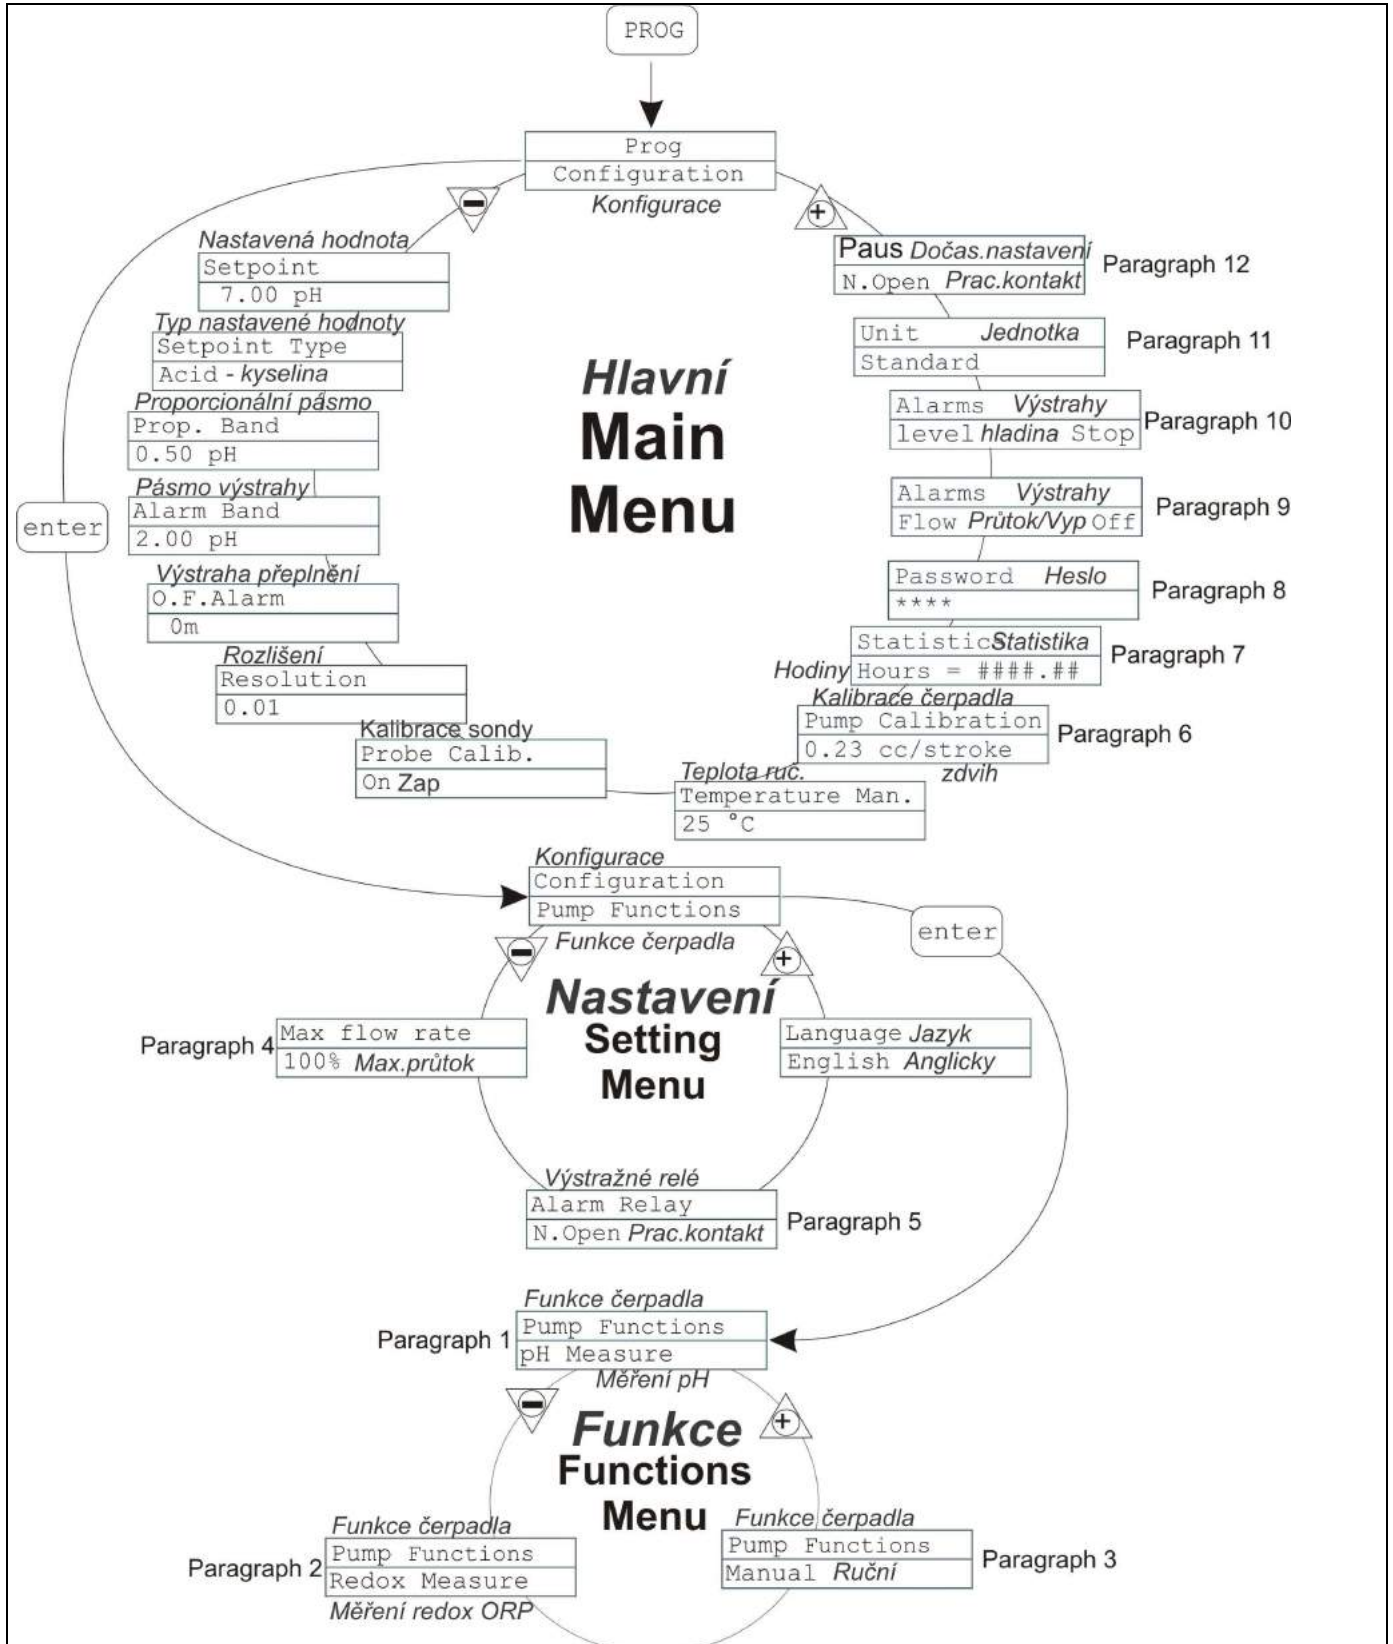 PROG
Prog
Configuration
Konfigurace
Nastavená hodnota
Setpoint
7.00 pH
Typ nastavené hodnoty
Setpoint Type
Acid - kyselina
Proporcionální pásmo
Prop. Band
0.50 pH
Pásmo výstrahy
Alarm Band
2.00 pH
Výstraha přeplnění
O.F.Alarm
0m
Rozlišení
Resolution
0.01
Kalibrace sondy
Probe Calib.
On Zap
enter
Hlavní
Main
Menu
Paus Dočas.nastavení
N.Open Prac.kontakt
Paragraph 12
Unit Jednotka
Standard
Paragraph 11
Alarms Výstrahy
level hladina Stop
Paragraph 10
Alarms Výstrahy
Flow Průtok/Vyp Off
Paragraph 9
Password Heslo
****
Paragraph 8
Statistics Statistika
Hodiny Hours = ####.##
Paragraph 7
Kalibrace čerpadla
Pump Calibration
0.23 cc/stroke
zdvih
Paragraph 6
Teplota ruč.
Temperature Man.
25 °C
Konfigurace
Configuration
Pump Functions
Funkce čerpadla
enter
Nastavení
Setting
Menu
Paragraph 4
Max flow rate
100% Max.průtok
Language Jazyk
English Anglicky
Výstražné relé
Alarm Relay
N.Open Prac.kontakt
Paragraph 5
Funkce čerpadla
Paragraph 1
Pump Functions
pH Measure
Měření pH
Funkce
Functions
Menu
Funkce čerpadla
Paragraph 2
Pump Functions
Redox Measure
Měření redox ORP
Funkce čerpadla
Pump Functions
Manual Ruční
Paragraph 3